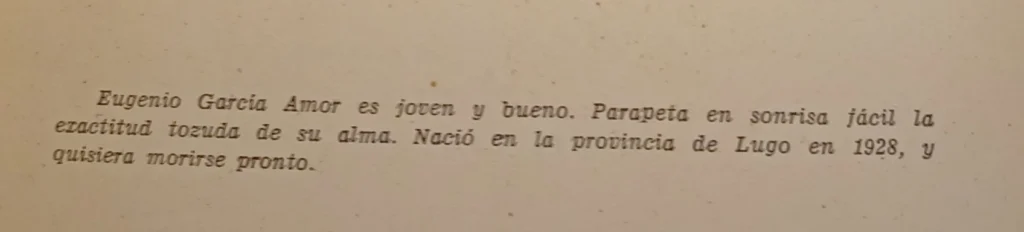 Eugenio García Amor es joven y bueno. Parapeta en sonrisa fácil la
exactitud tozuda de su alma. Nació en la provincia de Lugo en 1928, y
quisiera morirse pronto.